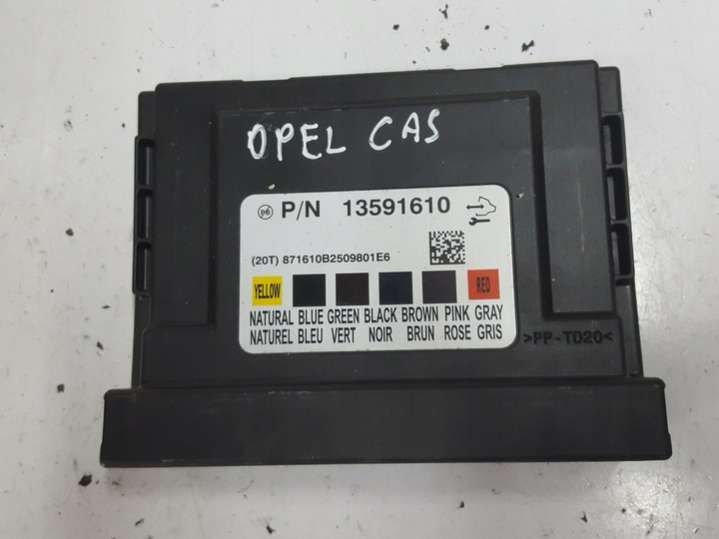 OPEL CAS
P/N 13591610
(20T) 871610B2509801E6
YELLOW RED
NATURAL BLUE GREEN BLACK BROWN PINK GRAY
NATUREL BLEU VERT NOIR BRUN ROSE GRIS
>PP-TD20<